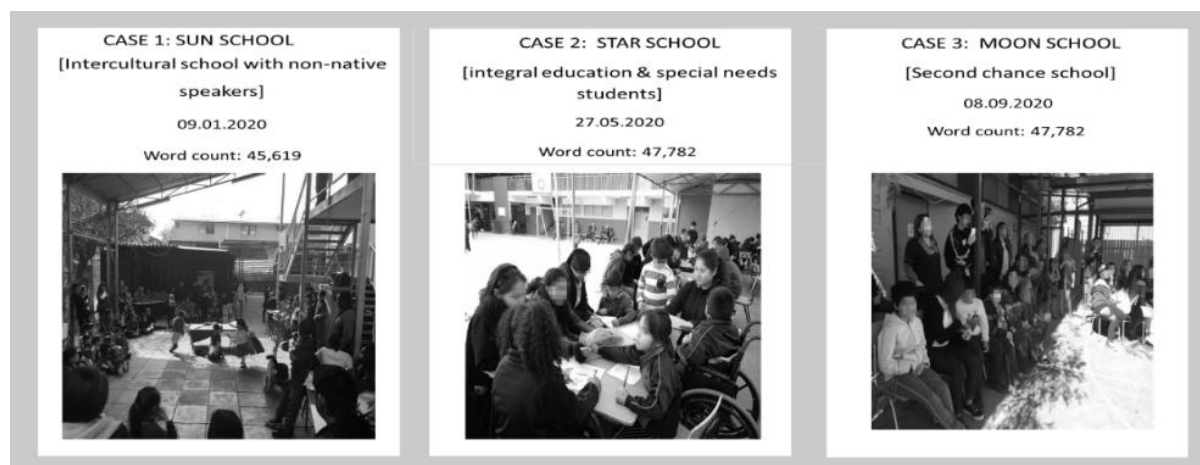 CASE 1: SUN SCHOOL
[Intercultural school with non-native
speakers]
09.01.2020
Word count: 45,619
CASE 2: STAR SCHOOL
[integral education & special needs
students]
27.05.2020
Word count: 47,782
CASE 3: MOON SCHOOL
[Second chance school]
08.09.2020
Word count: 47,782